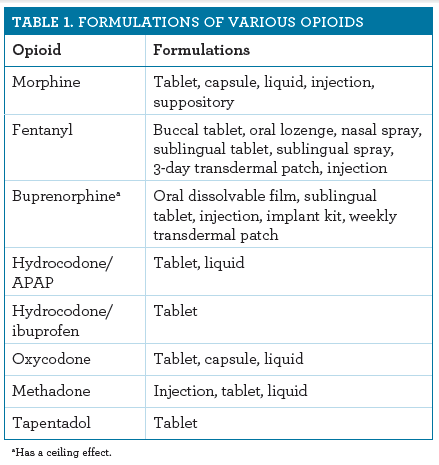 TABLE 1. FORMULATIONS OF VARIOUS OPIOIDS
Opioid Formulations
Morphine Tablet, capsule, liquid, injection,
suppository
Fentanyl Buccal tablet, oral lozenge, nasal spray,
sublingual tablet, sublingual spray,
3-day transdermal patch, injection
Buprenorphineᵃ Oral dissolvable film, sublingual
tablet, injection, implant kit, weekly
transdermal patch
Hydrocodone/ Tablet, liquid
APAP
Hydrocodone/ Tablet
ibuprofen
Oxycodone Tablet, capsule, liquid
Methadone Injection, tablet, liquid
Tapentadol Tablet
ᵃHas a ceiling effect.